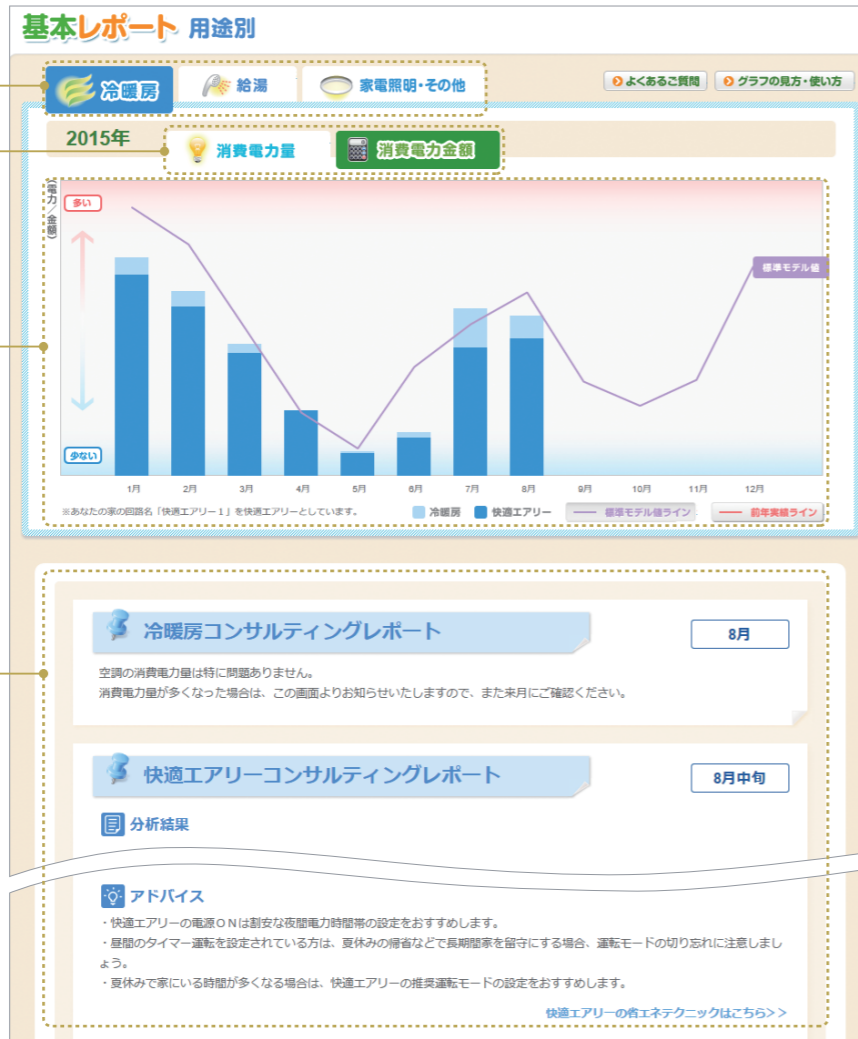 基本レポート 用途別
冷暖房 給湯 家電照明・その他 よくあるご質問 グラフの見方・使い方
2015年 消費電力量 消費電力金額
(電力/金額)
多い
標準モデル値
少ない
1月 2月 3月 4月 5月 6月 7月 8月 9月 10月 11月 12月
※あなたの家の回路名「快適エアリー1」を快適エアリーとしています。 冷暖房 快適エアリー 標準モデル値ライン 前年実績ライン
冷暖房コンサルティングレポート 8月
空調の消費電力量は特に問題ありません。
消費電力量が多くなった場合は、この画面よりお知らせいたしますので、また来月にご確認ください。
快適エアリーコンサルティングレポート 8月中旬
分析結果
アドバイス
・快適エアリーの電源ONは割安な夜間電力時間帯の設定をおすすめします。
・昼間のタイマー運転を設定されている方は、夏休みの帰省などで長期間家を留守にする場合、運転モードの切り忘れに注意しまし
ょう。
・夏休みで家にいる時間が多くなる場合は、快適エアリーの推奨運転モードの設定をおすすめします。
快適エアリーの省エネテクニックはこちら>>